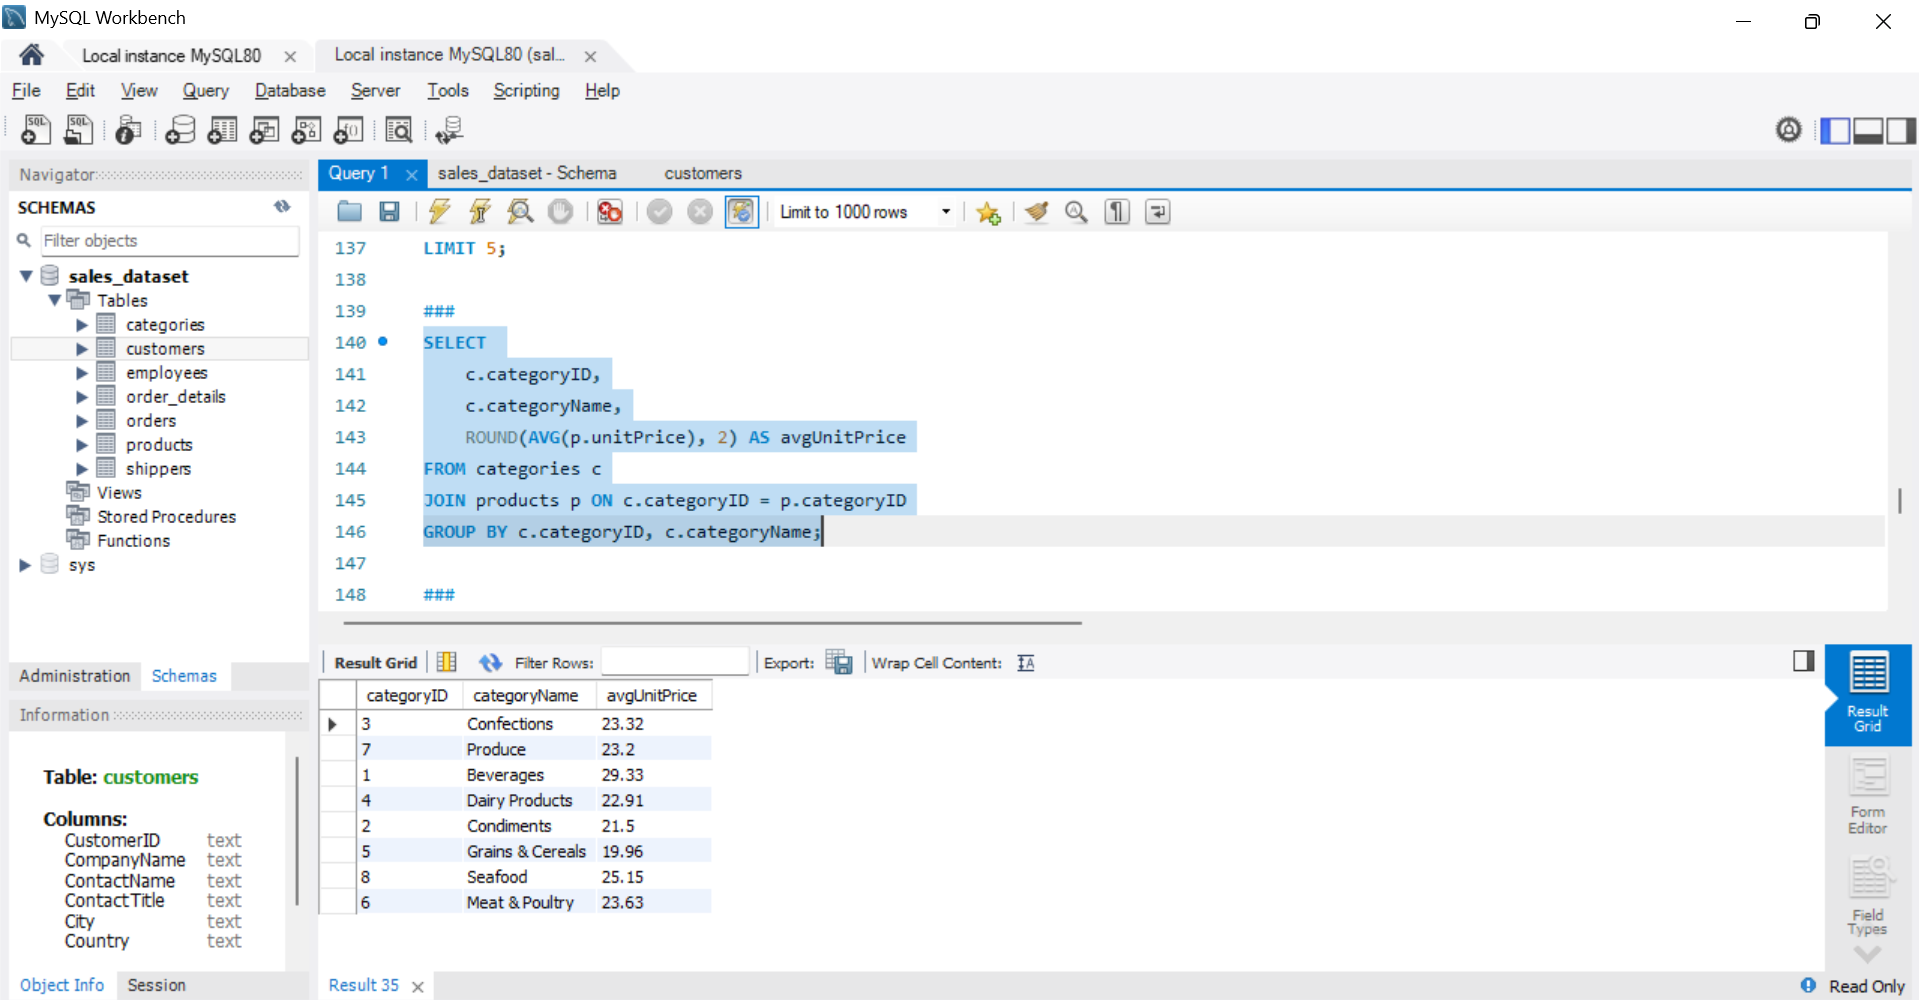 MySQL Workbench
Local instance MySQL80
Local instance MySQL80 (sal...
File Edit View Query Database Server Tools Scripting Help
Navigator
SCHEMAS
Filter objects
sales_dataset
Tables
categories
customers
employees
order_details
orders
products
shippers
Views
Stored Procedures
Functions
sys
Administration Schemas
Information
Table: customers
Columns:
CustomerID text
CompanyName text
ContactName text
ContactTitle text
City text
Country text
Object Info Session
Query 1 sales_dataset - Schema customers
Limit to 1000 rows
137 LIMIT 5;
138
139 ###
140 SELECT
141 c.categoryID,
142 c.categoryName,
143 ROUND(AVG(p.unitPrice), 2) AS avgUnitPrice
144 FROM categories c
145 JOIN products p ON c.categoryID = p.categoryID
146 GROUP BY c.categoryID, c.categoryName;
147
148 ###
Result Grid Filter Rows: Export: Wrap Cell Content:
categoryID categoryName avgUnitPrice
3 Confections 23.32
7 Produce 23.2
1 Beverages 29.33
4 Dairy Products 22.91
2 Condiments 21.5
5 Grains & Cereals 19.96
8 Seafood 25.15
6 Meat & Poultry 23.63
Result
Grid
Form
Editor
Field
Types
Result 35
Read Only